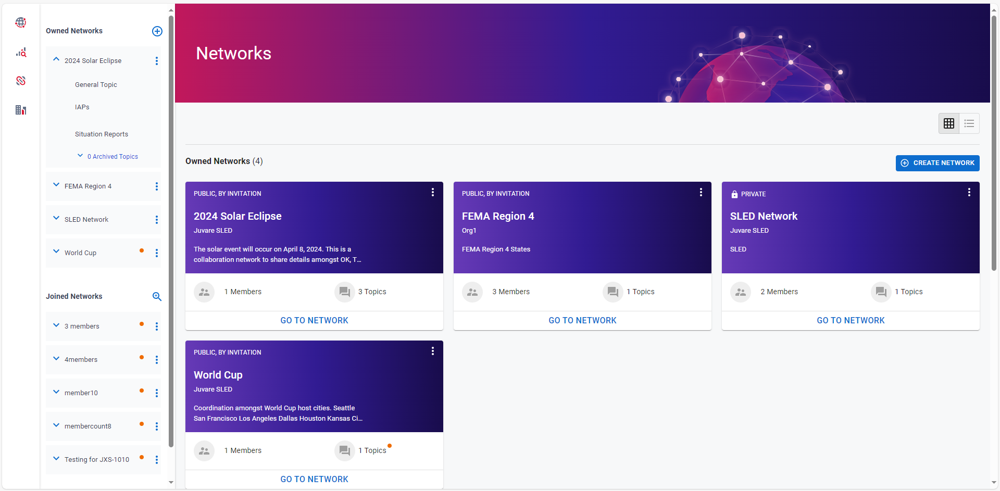 Owned Networks
2024 Solar Eclipse
General Topic
IAPs
Situation Reports
0 Archived Topics
FEMA Region 4
SLED Network
World Cup
Joined Networks
3 members
4members
member10
membercount8
Testing for JXS-1010
Networks
Owned Networks (4)
CREATE NETWORK
PUBLIC, BY INVITATION
2024 Solar Eclipse
Juvare SLED
The solar event will occur on April 8, 2024. This is a
collaboration network to share details amongst OK, T...
1 Members
3 Topics
GO TO NETWORK
PUBLIC, BY INVITATION
FEMA Region 4
Org1
FEMA Region 4 States
3 Members
1 Topics
GO TO NETWORK
PRIVATE
SLED Network
Juvare SLED
SLED
2 Members
1 Topics
GO TO NETWORK
PUBLIC, BY INVITATION
World Cup
Juvare SLED
Coordination amongst World Cup host cities. Seattle
San Francisco Los Angeles Dallas Houston Kansas Ci...
1 Members
1 Topics
GO TO NETWORK